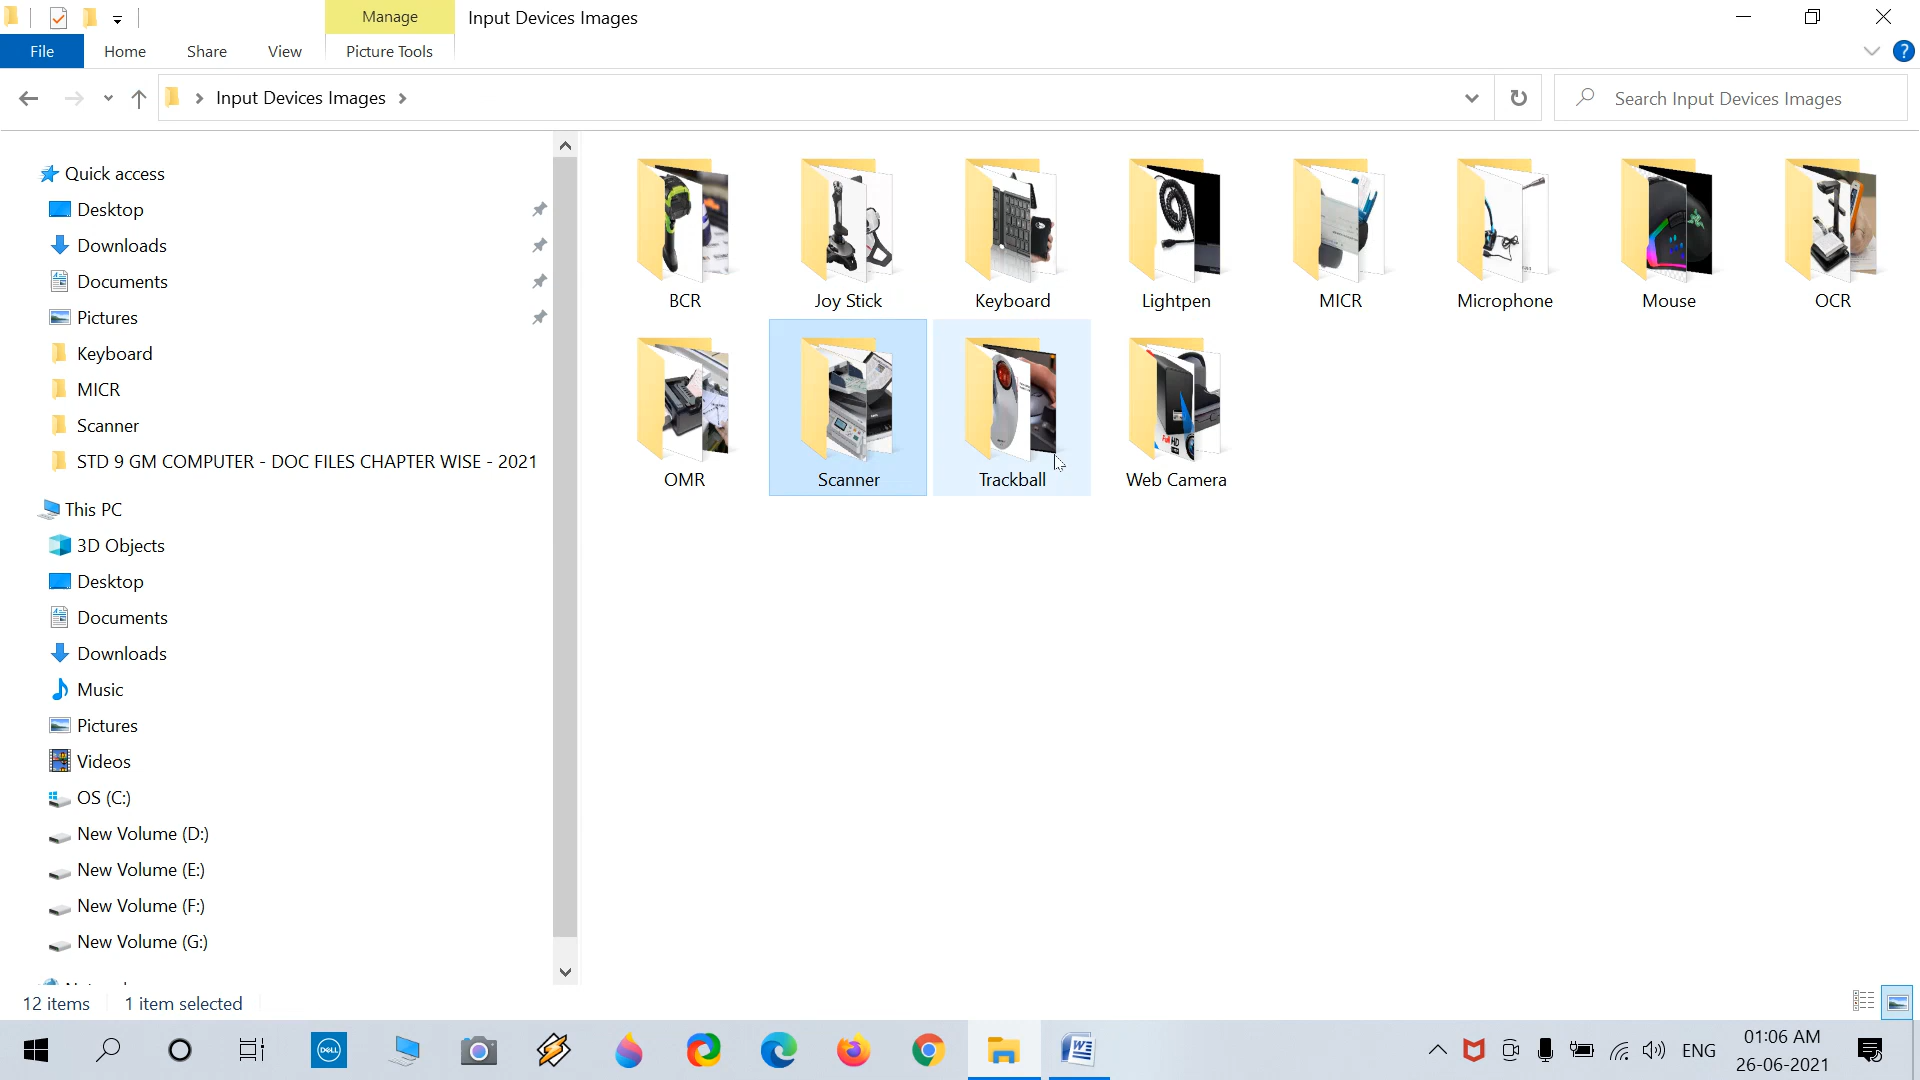 Manage
Input Devices Images
File
Home
Share
View
Picture Tools
Input Devices Images
Search Input Devices Images
Quick access
Desktop
Downloads
Documents
Pictures
Keyboard
MICR
Scanner
STD 9 GM COMPUTER - DOC FILES CHAPTER WISE - 2021
This PC
3D Objects
Desktop
Documents
Downloads
Music
Pictures
Videos
OS (C:)
New Volume (D:)
New Volume (E:)
New Volume (F:)
New Volume (G:)
BCR
Joy Stick
Keyboard
Lightpen
MICR
Microphone
Mouse
OCR
OMR
Scanner
Trackball
Web Camera
Full HD
12 items
1 item selected
DELL
ENG
01:06 AM
26-06-2021